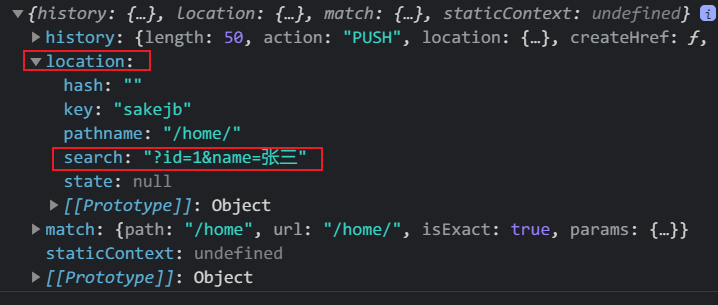 {history: {…}, location: {…}, match: {…}, staticContext: undefined} i
history: {length: 50, action: "PUSH", location: {…}, createHref: ƒ,
location:
hash: ""
key: "sakejb"
pathname: "/home/"
search: "?id=1&name=张三"
state: null
[[Prototype]]: Object
match: {path: "/home", url: "/home/", isExact: true, params: {…}}
staticContext: undefined
[[Prototype]]: Object